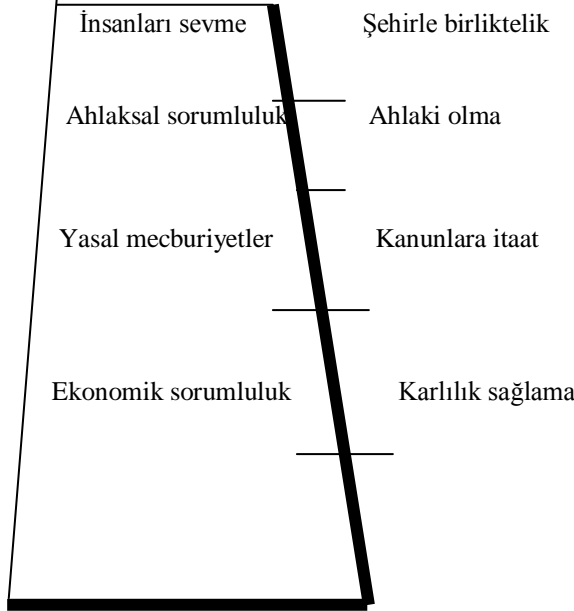 İnsanları sevme Şehirle birliktelik
Ahlaksal sorumluluk Ahlaki olma
Yasal mecburiyetler Kanunlara itaat
Ekonomik sorumluluk Karlılık sağlama